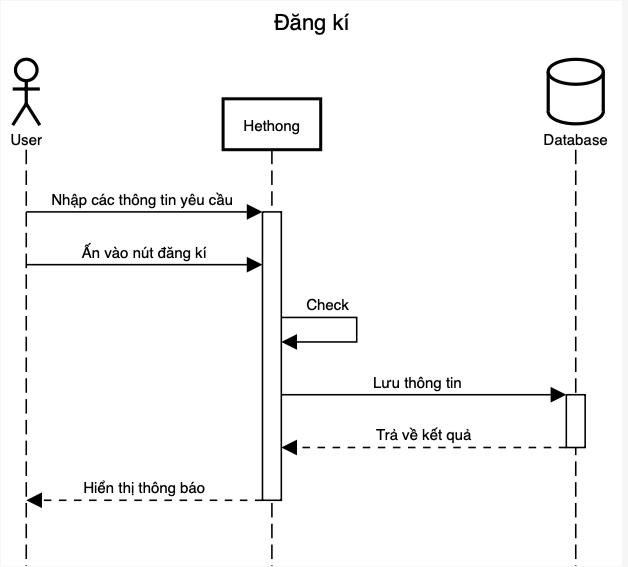 Đăng kí
User
Hethong
Database
Nhập các thông tin yêu cầu
Ấn vào nút đăng kí
Check
Lưu thông tin
Trả về kết quả
Hiển thị thông báo